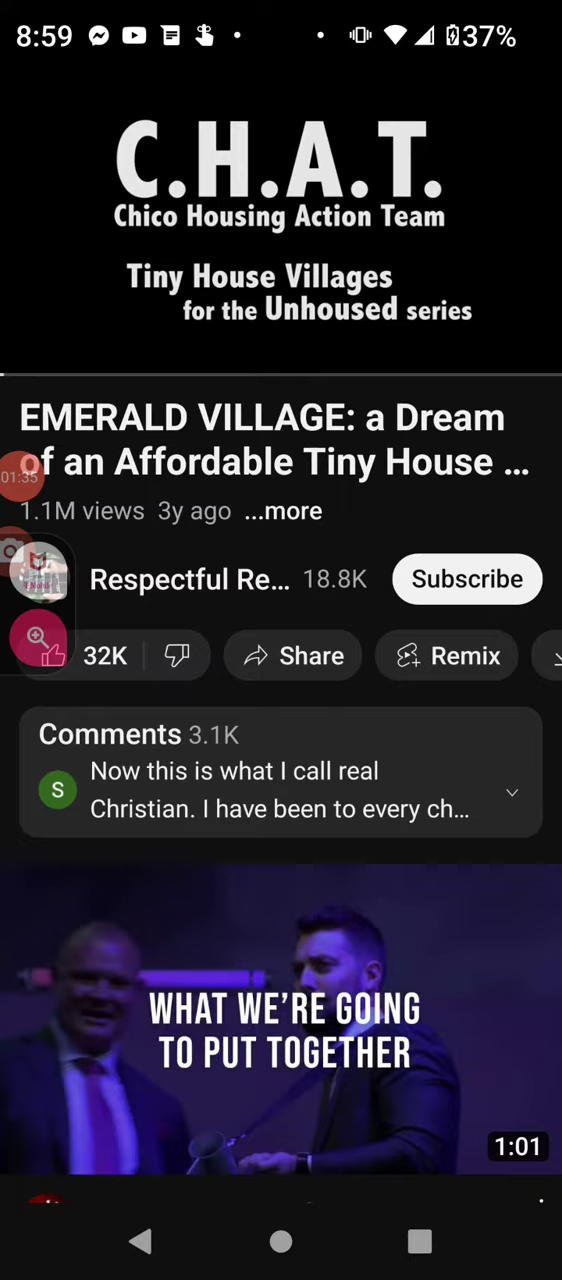 8:59
37%
C.H.A.T.
Chico Housing Action Team
Tiny House Villages
for the Unhoused series
EMERALD VILLAGE: a Dream
of an Affordable Tiny House ...
01:35
1.1M views 3y ago ...more
Respectful Re... 18.8K Subscribe
32K Share Remix
Comments 3.1K
S
Now this is what I call real
Christian. I have been to every ch...
WHAT WE'RE GOING
TO PUT TOGETHER
1:01